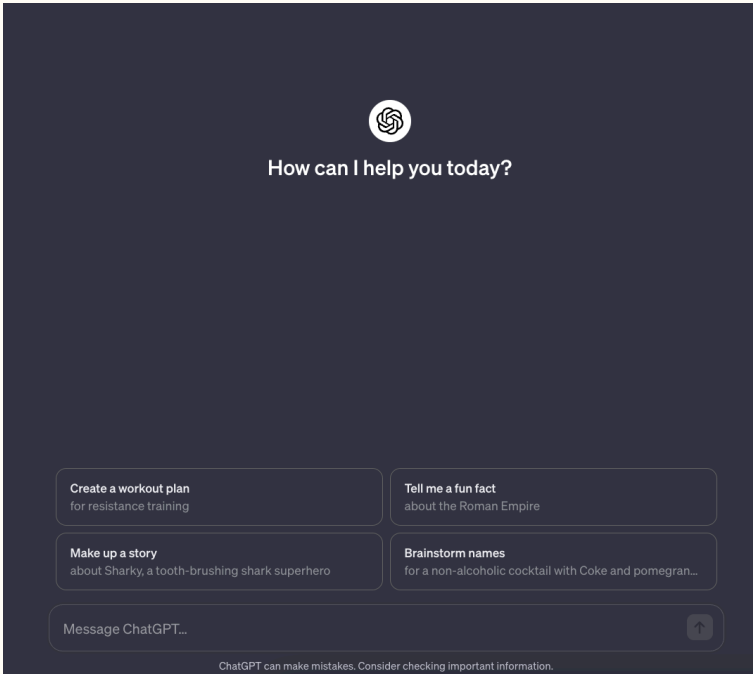 How can I help you today?
Create a workout plan
for resistance training
Tell me a fun fact
about the Roman Empire
Make up a story
about Sharky, a tooth-brushing shark superhero
Brainstorm names
for a non-alcoholic cocktail with Coke and pomegran...
Message ChatGPT...
ChatGPT can make mistakes. Consider checking important information.